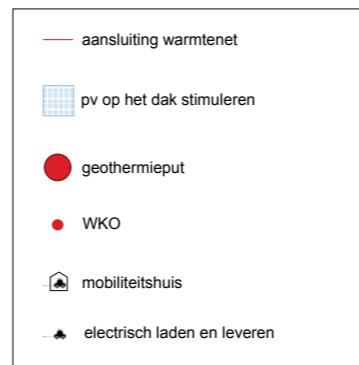 aansluiting warmtenet
pv op het dak stimuleren
geothermieput
WKO
mobiliteitshuis
electrisch laden en leveren